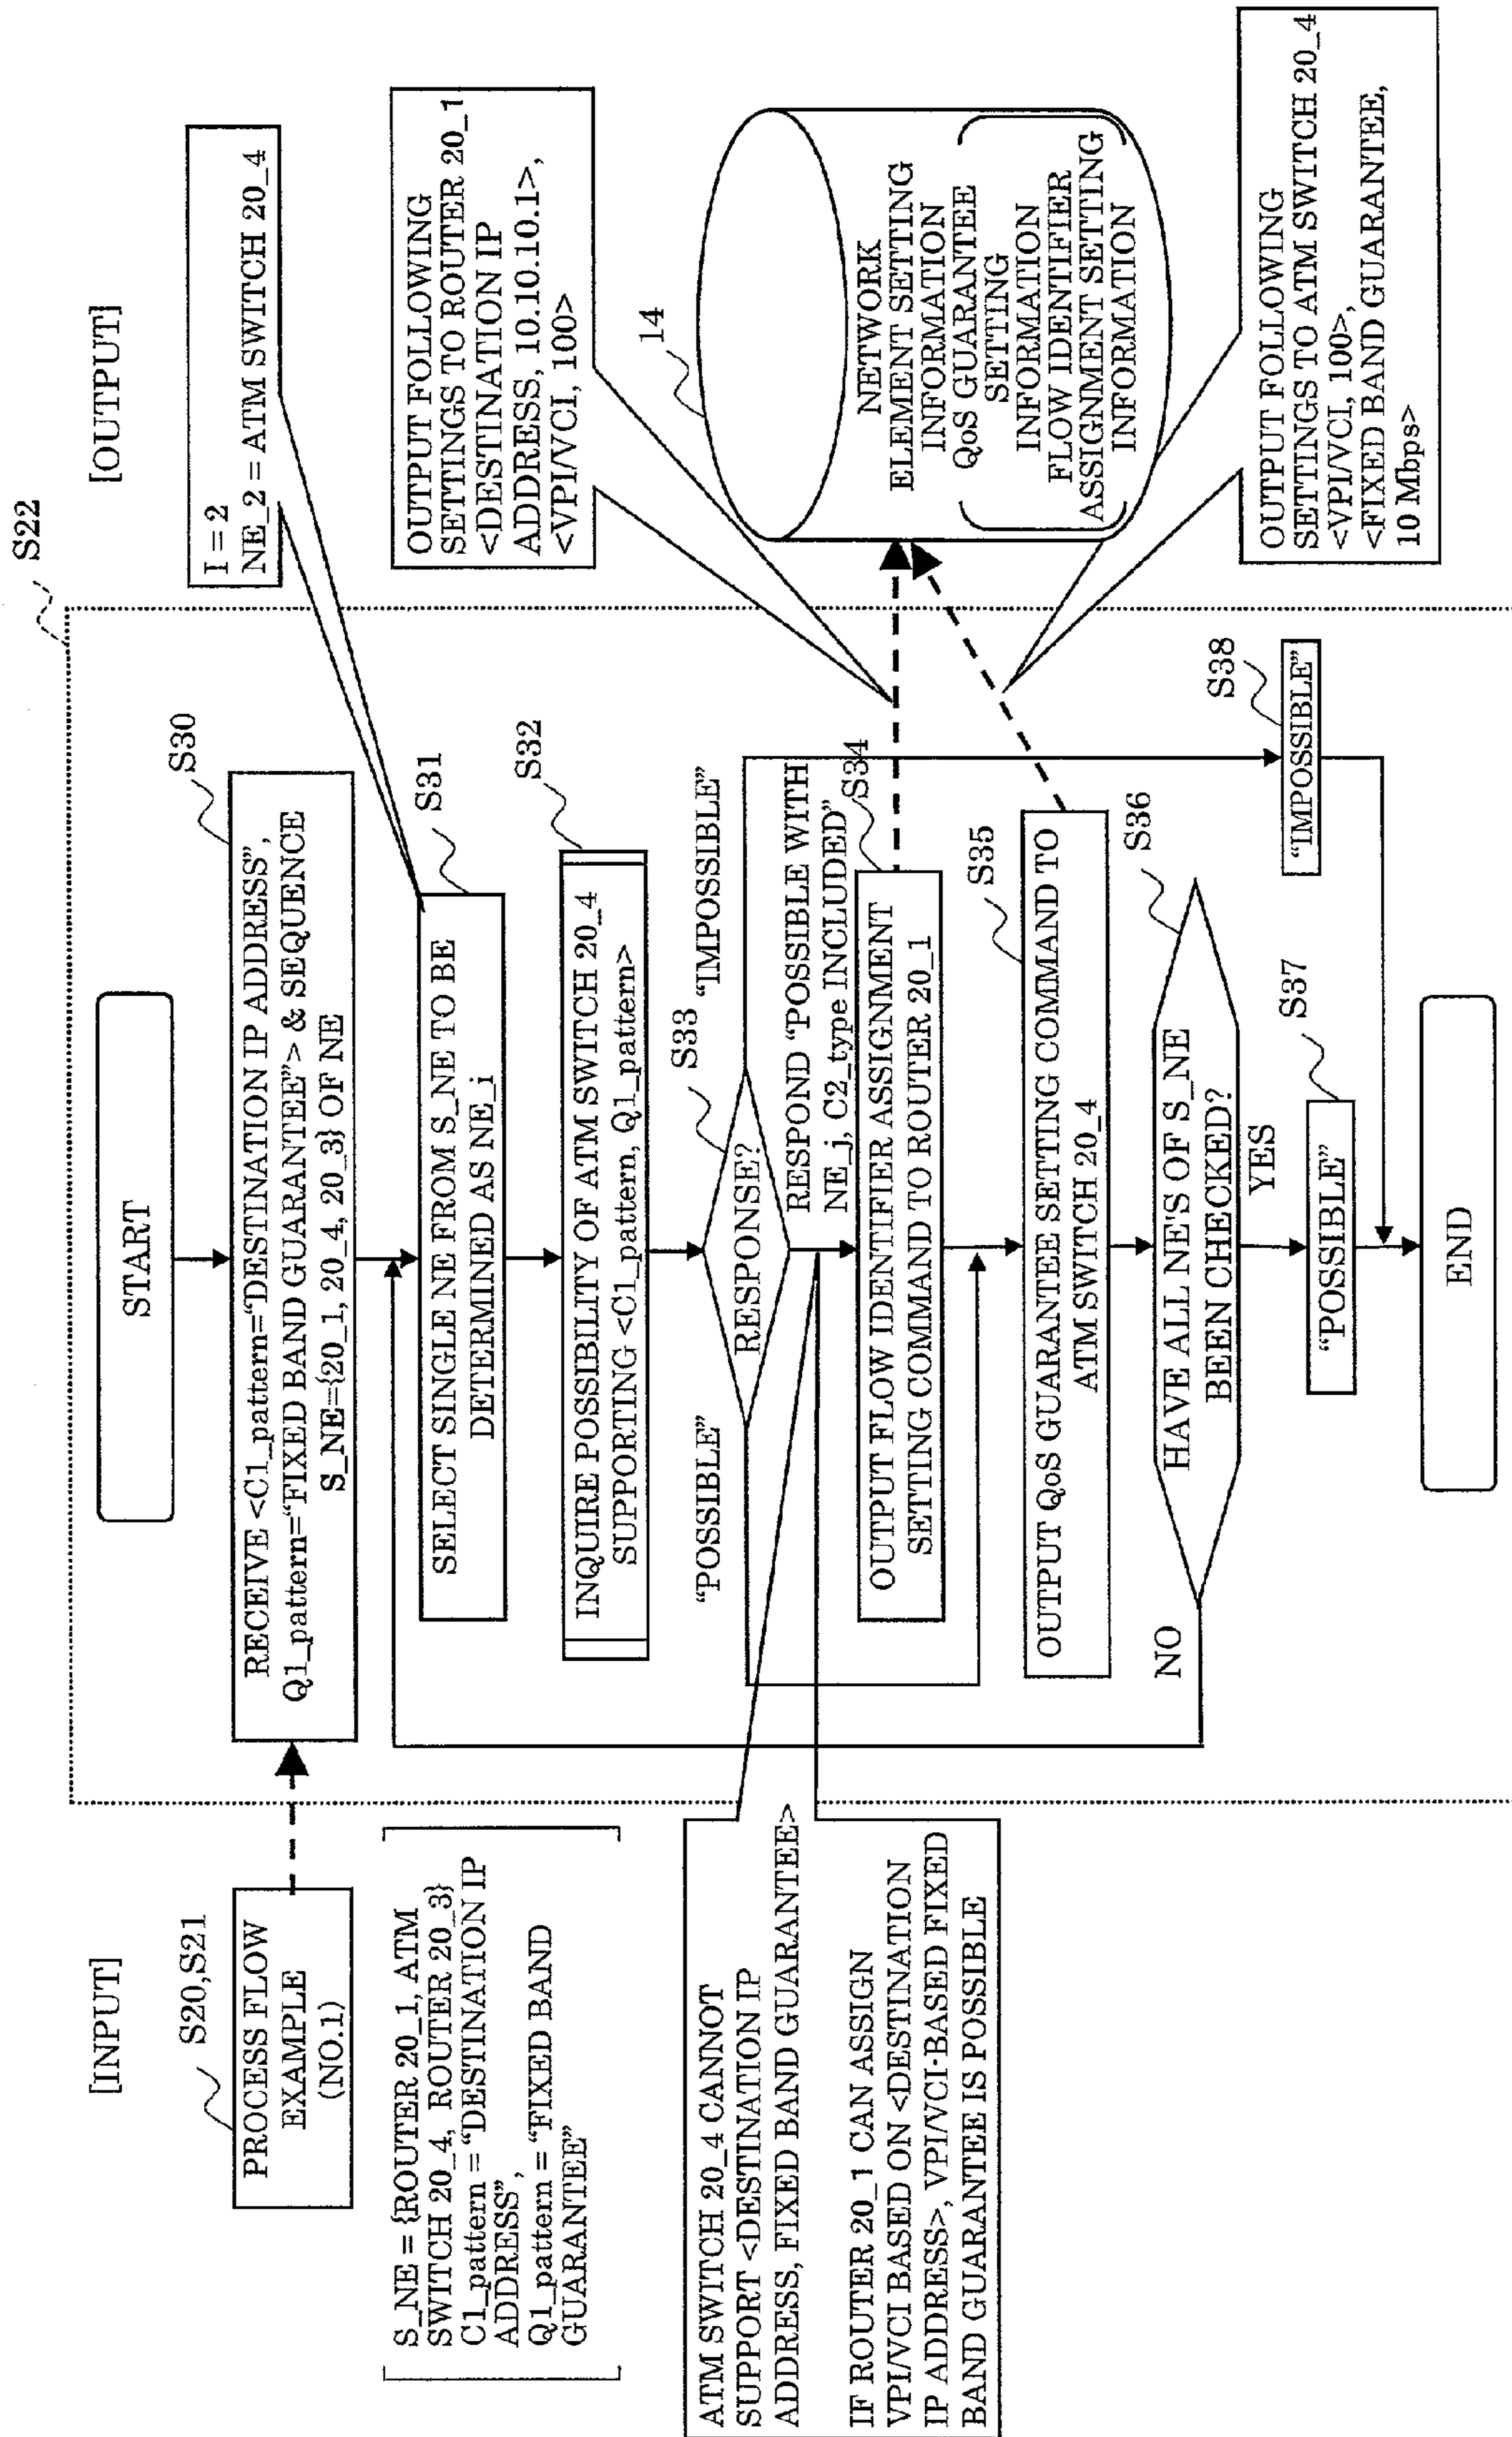 [INPUT]
[OUTPUT]
S22
S20,S21
PROCESS FLOW
EXAMPLE
(NO.1)
S_NE = {ROUTER 20_1, ATM
SWITCH 20_4, ROUTER 20_3}
C1_pattern = “DESTINATION IP
ADDRESS”,
Q1_pattern = “FIXED BAND
GUARANTEE”
ATM SWITCH 20_4 CANNOT
SUPPORT <DESTINATION IP
ADDRESS, FIXED BAND GUARANTEE>
IF ROUTER 20_1 CAN ASSIGN
VPI/VCI BASED ON <DESTINATION
IP ADDRESS>, VPI/VCI-BASED FIXED
BAND GUARANTEE IS POSSIBLE
START
S30
RECEIVE <C1_pattern=“DESTINATION IP ADDRESS”,
Q1_pattern=“FIXED BAND GUARANTEE”> & SEQUENCE
S_NE={20_1, 20_4, 20_3} OF NE
S31
SELECT SINGLE NE FROM S_NE TO BE
DETERMINED AS NE_i
S32
INQUIRE POSSIBILITY OF ATM SWITCH 20_4
SUPPORTING <C1_pattern, Q1_pattern>
S33
RESPONSE?
“POSSIBLE”
“IMPOSSIBLE”
RESPOND “POSSIBLE WITH
NE_j, C2_type INCLUDED”
S34
OUTPUT FLOW IDENTIFIER ASSIGNMENT
SETTING COMMAND TO ROUTER 20_1
S35
OUTPUT QoS GUARANTEE SETTING COMMAND TO
ATM SWITCH 20_4
S36
HAVE ALL NE'S OF S_NE
BEEN CHECKED?
NO
YES
S37
“POSSIBLE”
S38
“IMPOSSIBLE”
END
I = 2
NE_2 = ATM SWITCH 20_4
OUTPUT FOLLOWING
SETTINGS TO ROUTER 20_1
<DESTINATION IP
ADDRESS, 10.10.10.1>,
<VPI/VCI, 100>
14
NETWORK
ELEMENT SETTING
INFORMATION
QoS GUARANTEE
SETTING
INFORMATION
FLOW IDENTIFIER
ASSIGNMENT SETTING
INFORMATION
OUTPUT FOLLOWING
SETTINGS TO ATM SWITCH 20_4
<VPI/VCI, 100>,
<FIXED BAND GUARANTEE,
10 Mbps>